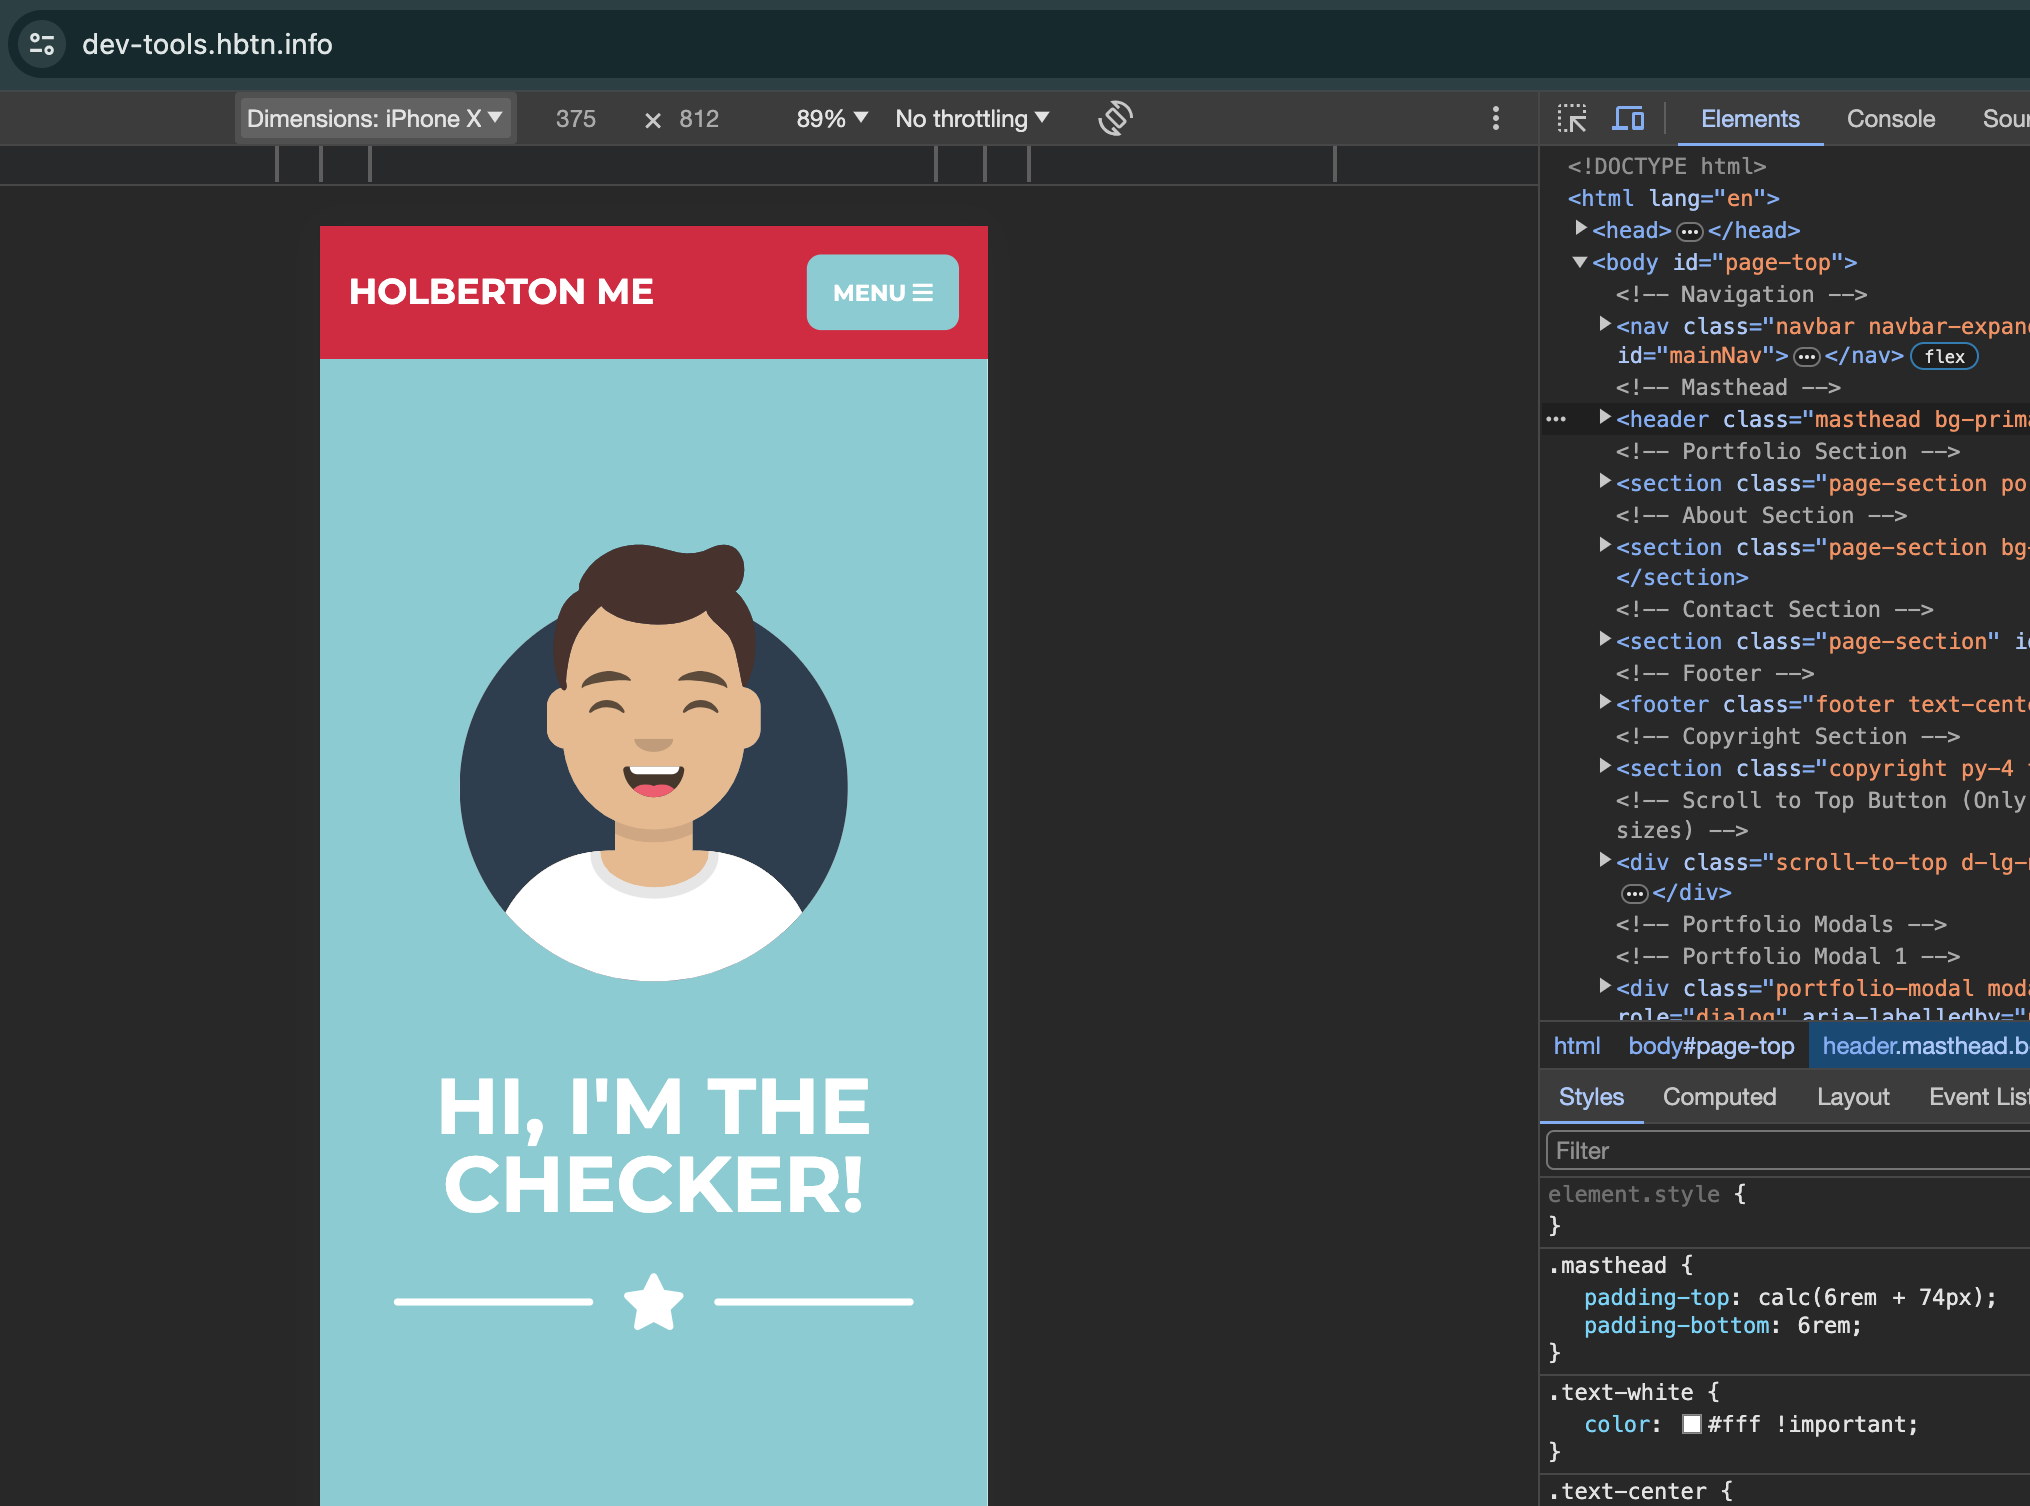 dev-tools.hbtn.info
Dimensions: iPhone X 375 × 812 89% No throttling
Elements Console
HOLBERTON ME
MENU
HI, I'M THE
CHECKER!
<!DOCTYPE html>
<html lang="en">
<head> ... </head>
<body id="page-top">
<!-- Navigation -->
<nav class="navbar navbar-expan
id="mainNav"> ... </nav> flex
<!-- Masthead -->
... <header class="masthead bg-prim
<!-- Portfolio Section -->
<section class="page-section po
<!-- About Section -->
<section class="page-section bg-
</section>
<!-- Contact Section -->
<section class="page-section" i
<!-- Footer -->
<footer class="footer text-cent
<!-- Copyright Section -->
<section class="copyright py-4
<!-- Scroll to Top Button (Only
sizes) -->
<div class="scroll-to-top d-lg-
... </div>
<!-- Portfolio Modals -->
<!-- Portfolio Modal 1 -->
<div class="portfolio-modal mod
role="dialog" aria-labelledby="
html body#page-top header.masthead.b
Styles Computed Layout Event List
Filter
element.style {
}
.masthead {
padding-top: calc(6rem + 74px);
padding-bottom: 6rem;
}
.text-white {
color: #fff !important;
}
.text-center {